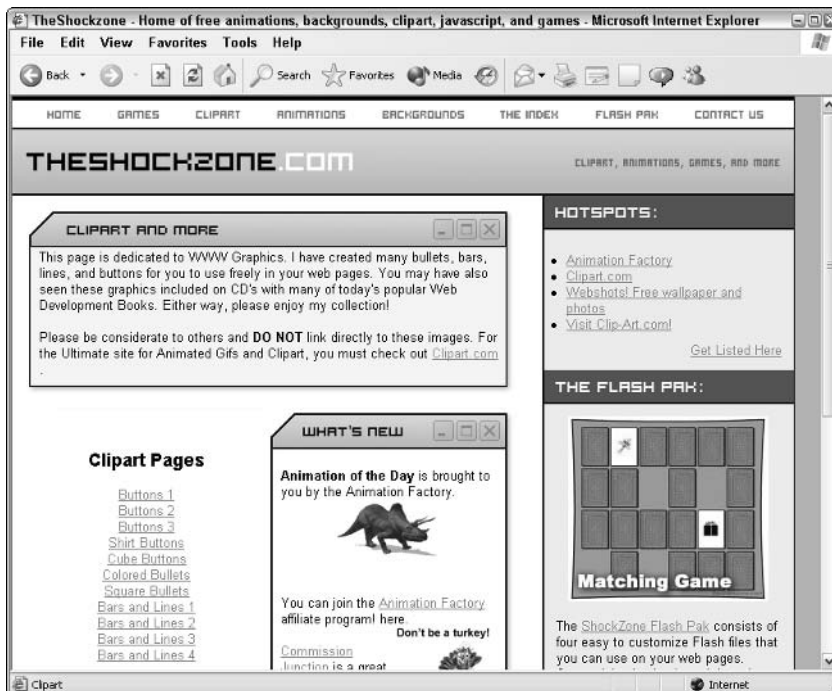 TheShockzone - Home of free animations, backgrounds, clipart, javascript, and games - Microsoft Internet Explorer
File Edit View Favorites Tools Help
Back Search Favorites Media
HOME GAMES CLIPART ANIMATIONS BACKGROUNDS THE INDEX FLASH PAK CONTACT US
THESHOCKZONE.COM
CLIPART, ANIMATIONS, GAMES, AND MORE
CLIPART AND MORE
This page is dedicated to WWW Graphics. I have created many bullets, bars,
lines, and buttons for you to use freely in your web pages. You may have also
seen these graphics included on CD's with many of today's popular Web
Development Books. Either way, please enjoy my collection!
Please be considerate to others and DO NOT link directly to these images. For
the Ultimate site for Animated Gifs and Clipart, you must check out Clipart.com
.
Clipart Pages
Buttons 1
Buttons 2
Buttons 3
Shirt Buttons
Cube Buttons
Colored Bullets
Square Bullets
Bars and Lines 1
Bars and Lines 2
Bars and Lines 3
Bars and Lines 4
WHAT'S NEW
Animation of the Day is brought to
you by the Animation Factory.
You can join the Animation Factory
affiliate program! here.
Don't be a turkey!
Commission
Junction is a great
HOTSPOTS:
• Animation Factory
• Clipart.com
• Webshots! Free wallpaper and
photos
• Visit Clip-Art.com!
Get Listed Here
THE FLASH PAK:
Matching Game
The ShockZone Flash Pak consists of
four easy to customize Flash files that
you can use on your web pages.
Clipart
Internet